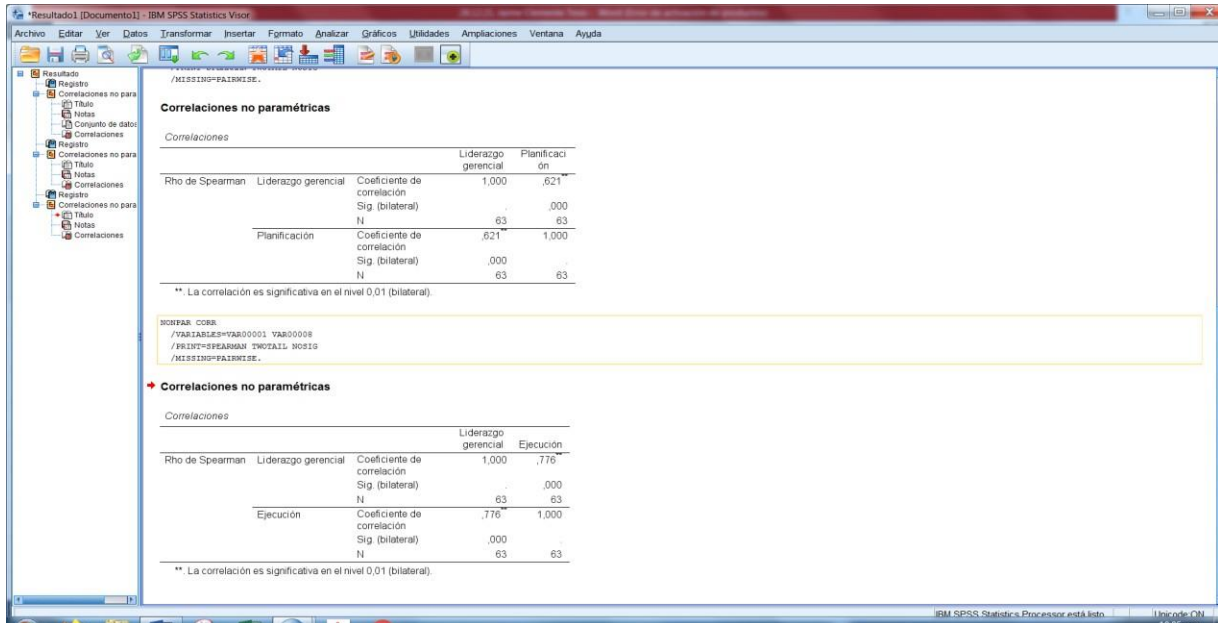 *Resultado1 [Documento1] - IBM SPSS Statistics Visor
Archivo Editar Ver Datos Transformar Insertar Formato Analizar Gráficos Utilidades Ampliaciones Ventana Ayuda
Resultado
Registro
Correlaciones no para
Título
Notas
Conjunto de datos
Correlaciones
Registro
Correlaciones no para
Título
Notas
Correlaciones
Registro
Correlaciones no para
Título
Notas
Correlaciones
/MISSING=PAIRWISE.
Correlaciones no paramétricas
Correlaciones
Liderazgo gerencial Planificaci ón
Rho de Spearman Liderazgo gerencial Coeficiente de correlación 1,000 ,621**
Sig. (bilateral) . ,000
N 63 63
Planificación Coeficiente de correlación ,621** 1,000
Sig. (bilateral) ,000 .
N 63 63
**. La correlación es significativa en el nivel 0,01 (bilateral).
NONPAR CORR
/VARIABLES=VAR00001 VAR00008
/PRINT=SPEARMAN TWOTAIL NOSIG
/MISSING=PAIRWISE.
Correlaciones no paramétricas
Correlaciones
Liderazgo gerencial Ejecución
Rho de Spearman Liderazgo gerencial Coeficiente de correlación 1,000 ,776**
Sig. (bilateral) . ,000
N 63 63
Ejecución Coeficiente de correlación ,776** 1,000
Sig. (bilateral) ,000 .
N 63 63
**. La correlación es significativa en el nivel 0,01 (bilateral).
IBM SPSS Statistics Processor está listo Unicode:ON